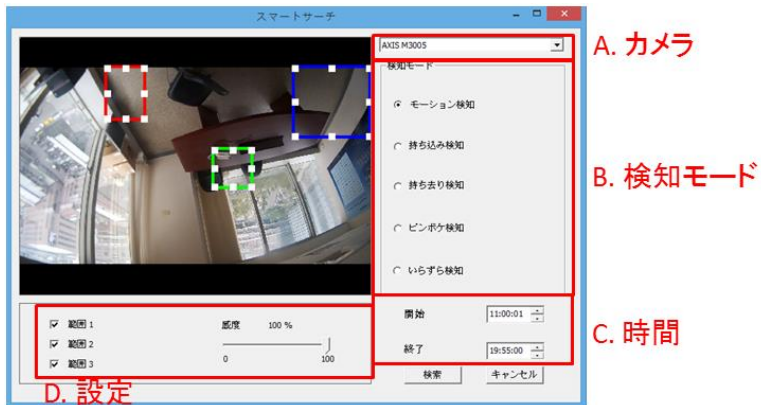 スマートサーチ
AXIS M3005
A. カメラ
検知モード
モーション検知
持ち込み検知
持ち去り検知
ピンボケ検知
いらずら検知
B. 検知モード
範囲 1
範囲 2
範囲 3
感度 100 %
0 100
開始 11:00:01
終了 19:55:00
C. 時間
検索 キャンセル
D. 設定